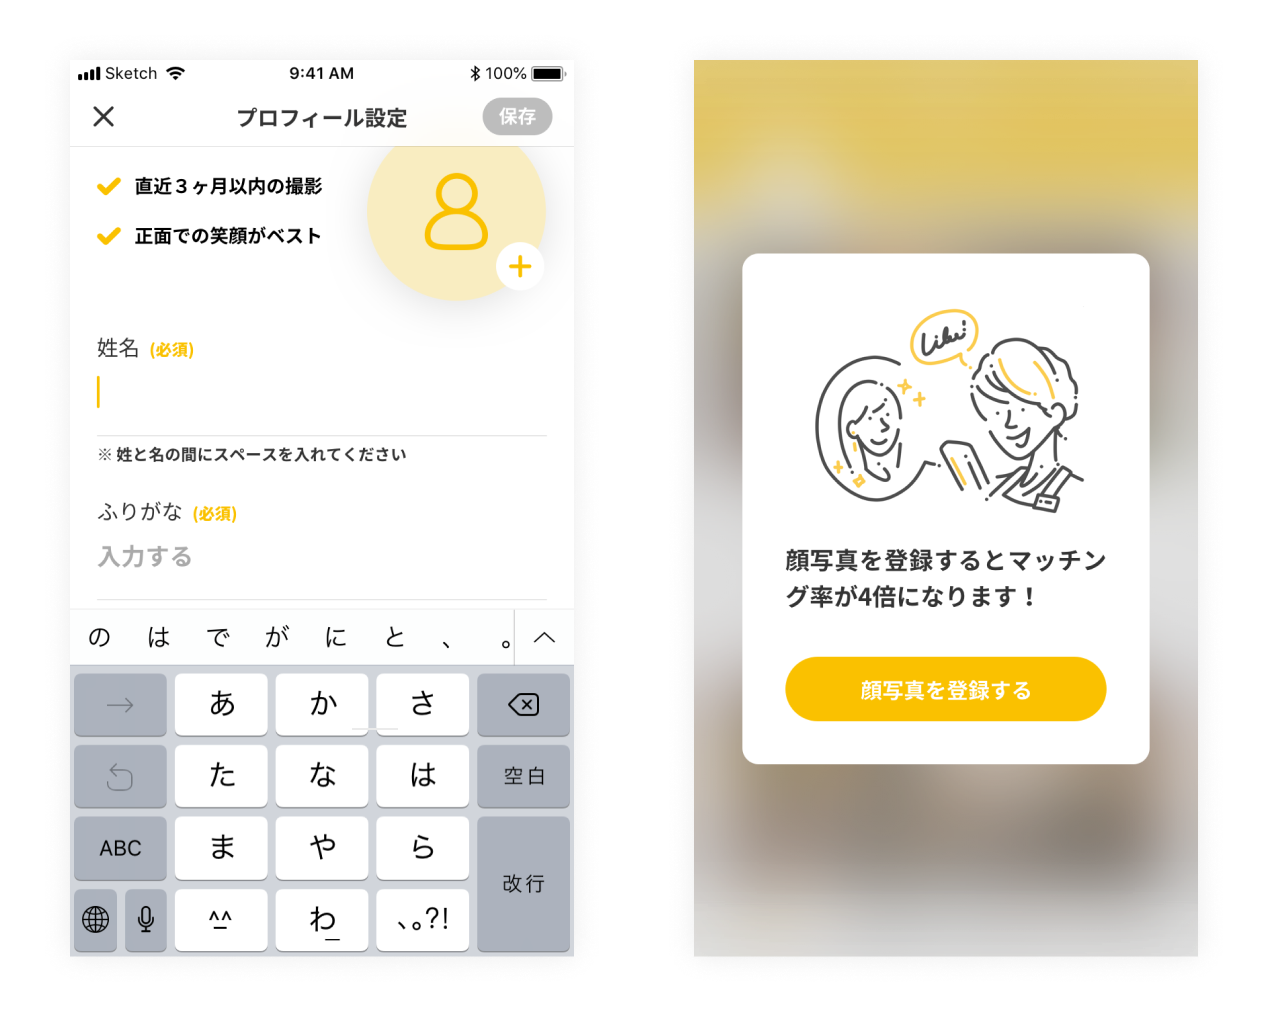 Sketch 9:41 AM 100%
プロフィール設定 保存
直近３ヶ月以内の撮影
正面での笑顔がベスト
姓名 (必須)
※ 姓と名の間にスペースを入れてください
ふりがな (必須)
入力する
の は で が に と 、 。
→ あ か さ
た な は 空白
ABC ま や ら
改行
^^ わ 、。?!
Like!
顔写真を登録するとマッチン
グ率が4倍になります！
顔写真を登録する